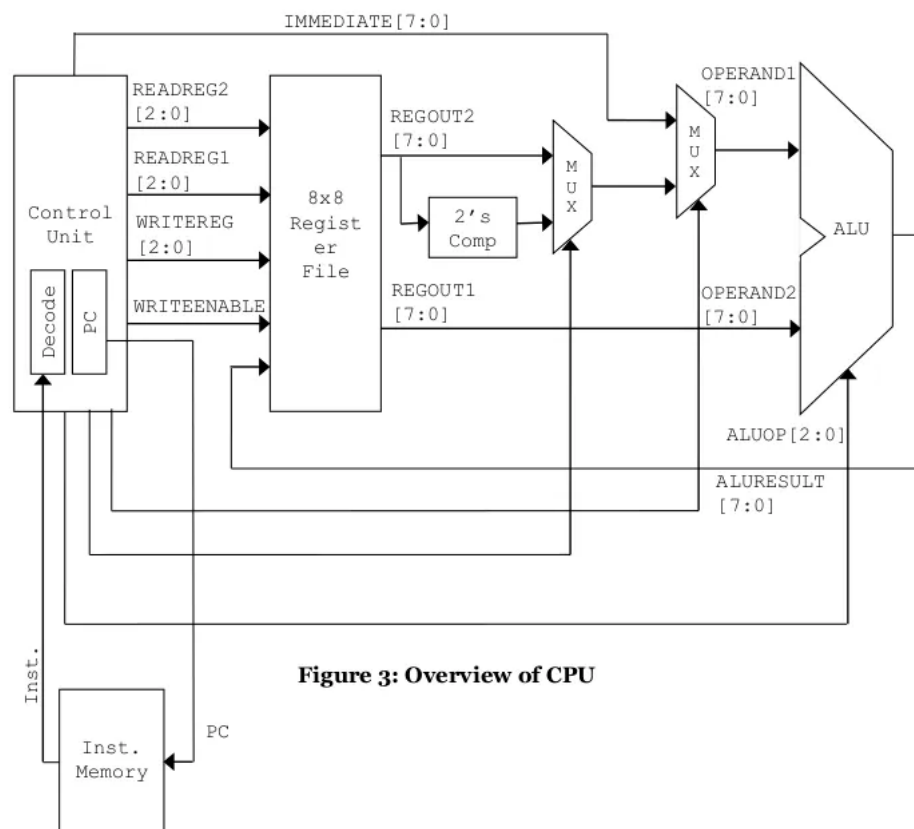 IMMEDIATE[7:0]
READREG2
[2:0]
READREG1
[2:0]
WRITEREG
[2:0]
WRITEENABLE
Control
Unit
Decode
PC
8x8
Regist
er
File
REGOUT2
[7:0]
2's
Comp
MUX
MUX
REGOUT1
[7:0]
OPERAND1
[7:0]
OPERAND2
[7:0]
ALU
ALUOP[2:0]
ALURESULT
[7:0]
Figure 3: Overview of CPU
Inst.
PC
Inst.
Memory